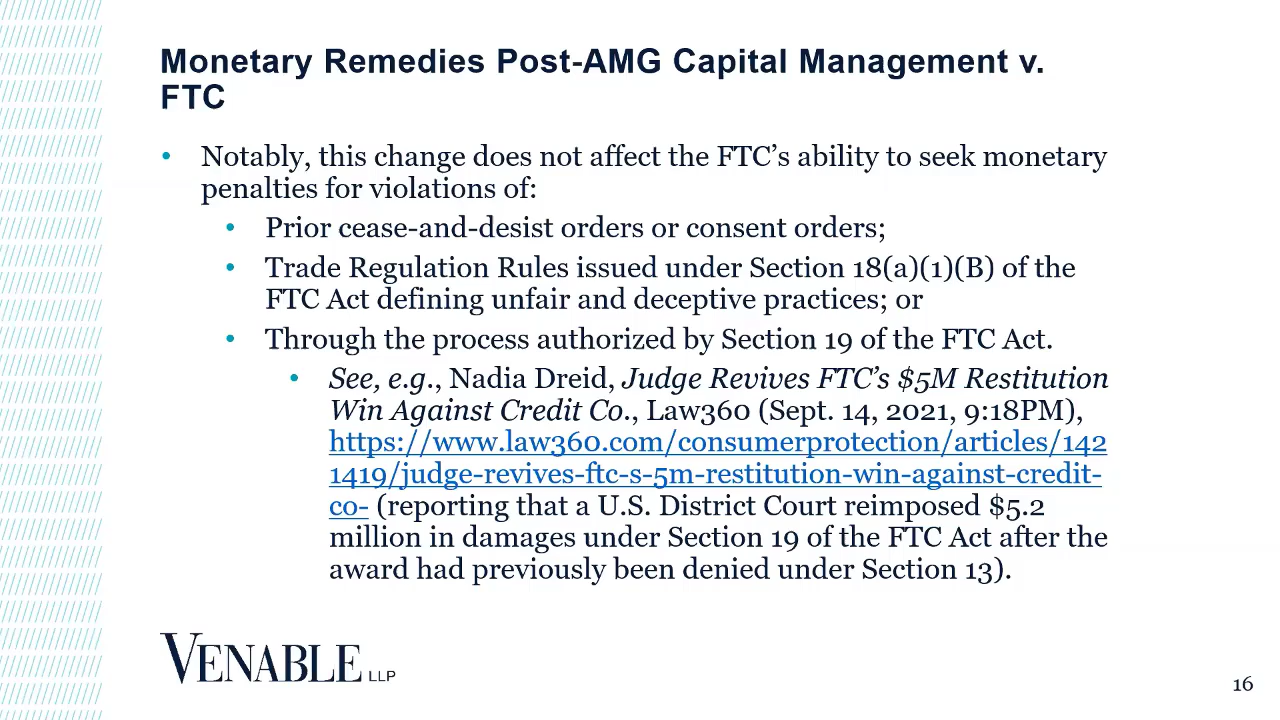 Monetary Remedies Post-AMG Capital Management v.
FTC
• Notably, this change does not affect the FTC’s ability to seek monetary
penalties for violations of:
• Prior cease-and-desist orders or consent orders;
• Trade Regulation Rules issued under Section 18(a)(1)(B) of the
FTC Act defining unfair and deceptive practices; or
• Through the process authorized by Section 19 of the FTC Act.
• See, e.g., Nadia Dreid, Judge Revives FTC’s $5M Restitution
Win Against Credit Co., Law360 (Sept. 14, 2021, 9:18PM),
https://www.law360.com/consumerprotection/articles/142
1419/judge-revives-ftc-s-5m-restitution-win-against-credit-
co- (reporting that a U.S. District Court reimposed $5.2
million in damages under Section 19 of the FTC Act after the
award had previously been denied under Section 13).
VENABLE LLP
16